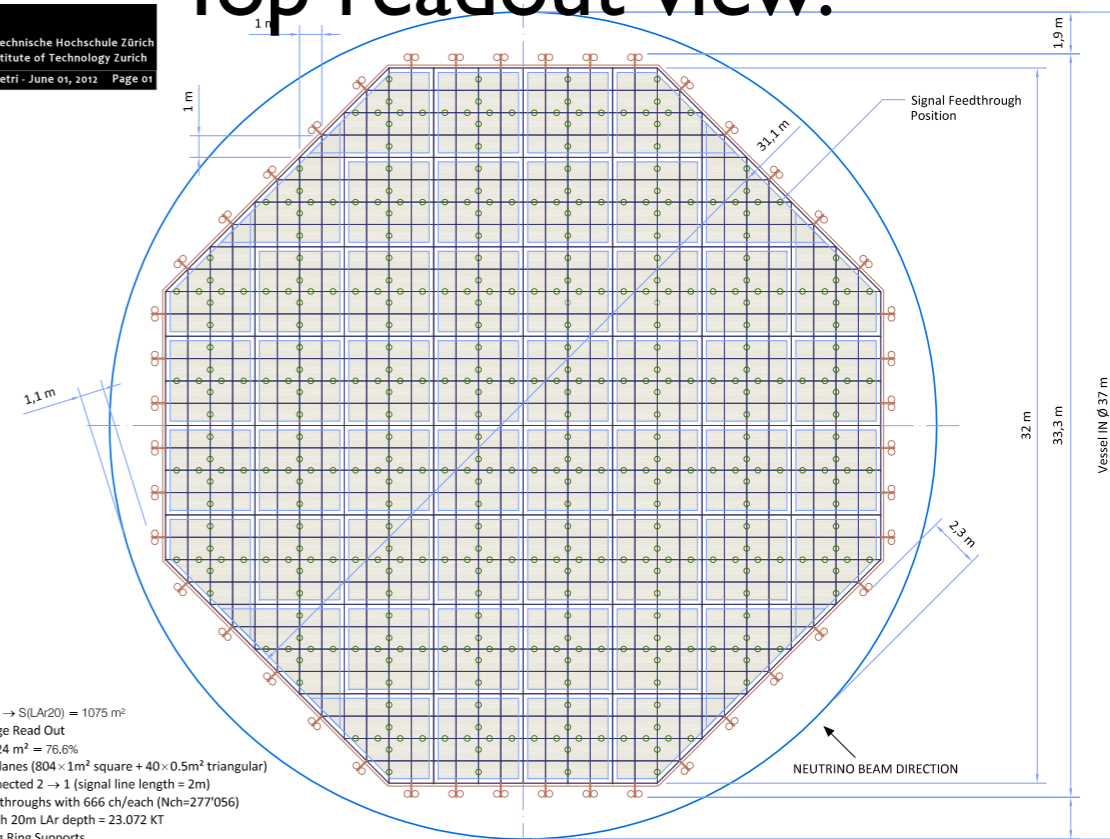 Top readout view:
1 m
echnische Hochschule Zürich
titute of Technology Zurich
etri - June 01, 2012 Page 01
1,9 m
1 m
Signal Feedthrough
Position
31,1 m
1,1 m
32 m
33,3 m
Vessel IN Ø 37 m
2,3 m
→ S(LAr20) = 1075 m²
ge Read Out
24 m² = 76.6%
lanes (804×1m² square + 40×0.5m² triangular)
nected 2 → 1 (signal line length = 2m)
throughs with 666 ch/each (Nch=277'056)
h 20m LAr depth = 23.072 KT
g Ring Supports
NEUTRINO BEAM DIRECTION